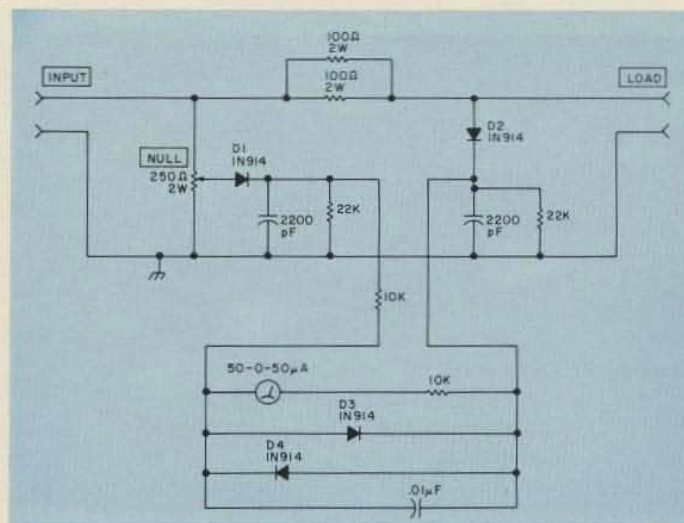 100Ω
2W
100Ω
2W
INPUT
LOAD
D1
1N914
D2
1N914
NULL
250Ω
2W
2200
pF
22K
2200
pF
22K
10K
50-0-50μA
10K
D3
1N914
D4
1N914
.01μF